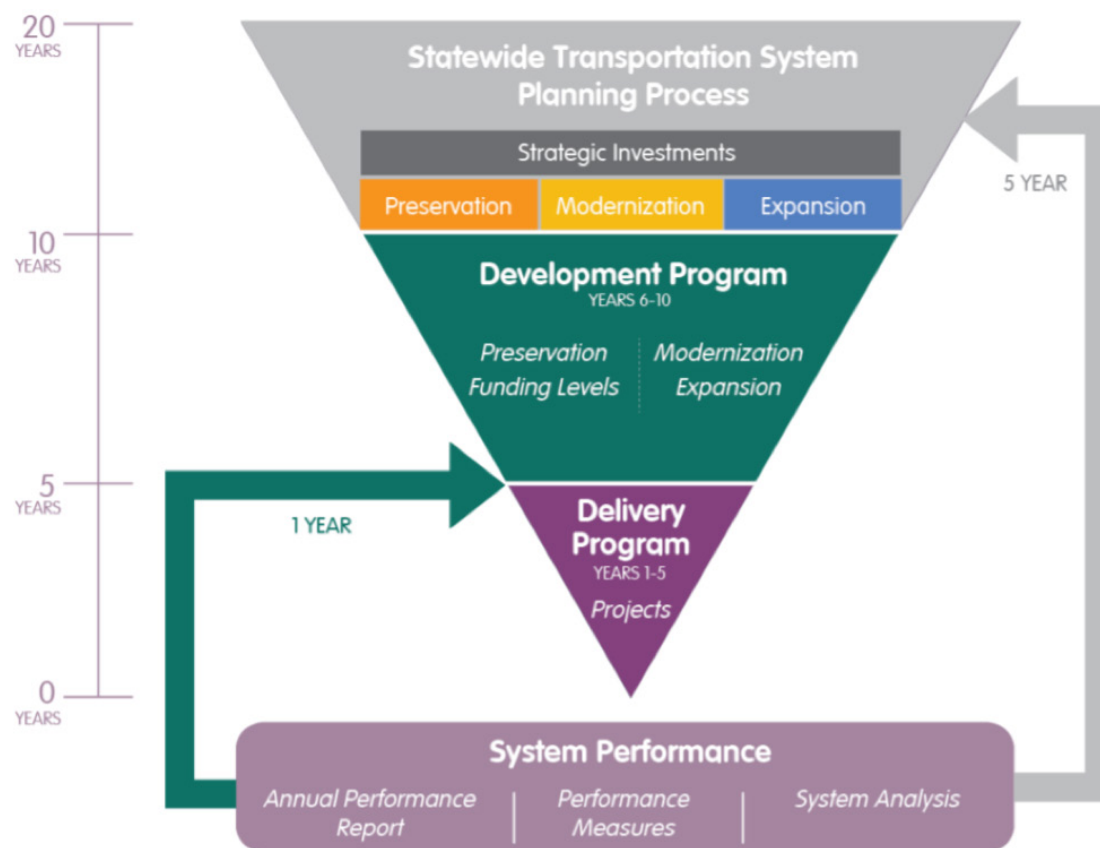 20
YEARS
Statewide Transportation System
Planning Process
Strategic Investments
Preservation
Modernization
Expansion
5 YEAR
10
YEARS
Development Program
YEARS 6-10
Preservation
Funding Levels
Modernization
Expansion
5
YEARS
1 YEAR
Delivery
Program
YEARS 1-5
Projects
0
YEARS
System Performance
Annual Performance
Report
Performance
Measures
System Analysis